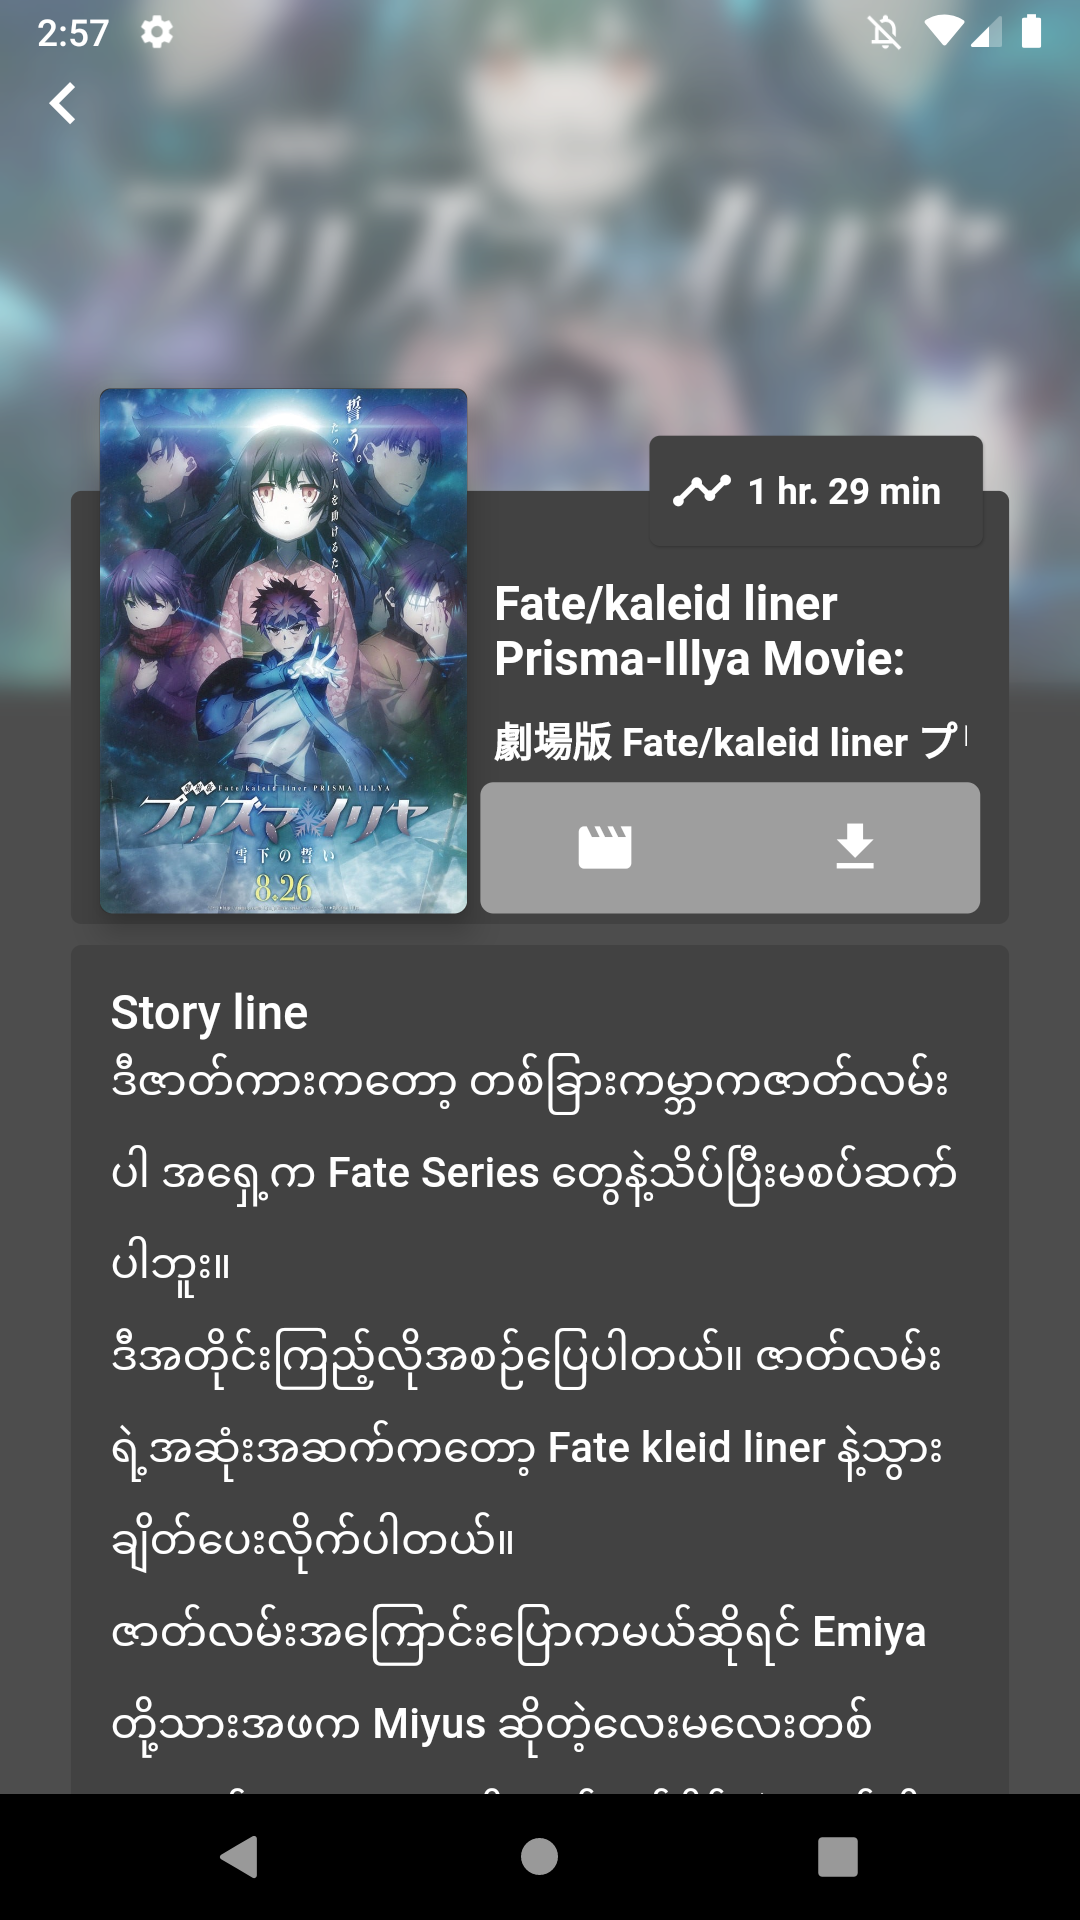 2:57
誓う。
たった一人を助けるために
劇場版
Fate/kaleid liner PRISMA ILLYA
プリズマ☆イリヤ
雪下の誓い
8.26
1 hr. 29 min
Fate/kaleid liner
Prisma-Illya Movie:
劇場版 Fate/kaleid liner プ
Story line
ဒီဇာတ်ကားကတော့ တစ်ခြားကမ္ဘာကဇာတ်လမ်း
ပါ အရှေ့က Fate Series တွေနဲ့သိပ်ပြီးမစပ်ဆက်
ပါဘူး။
ဒီအတိုင်းကြည့်လိုအစဉ်ပြေပါတယ်။ ဇာတ်လမ်း
ရဲ့အဆုံးအဆက်ကတော့ Fate kleid liner နဲ့သွား
ချိတ်ပေးလိုက်ပါတယ်။
ဇာတ်လမ်းအကြောင်းပြောကမယ်ဆိုရင် Emiya
တို့သားအဖက Miyus ဆိုတဲ့လေးမလေးတစ်